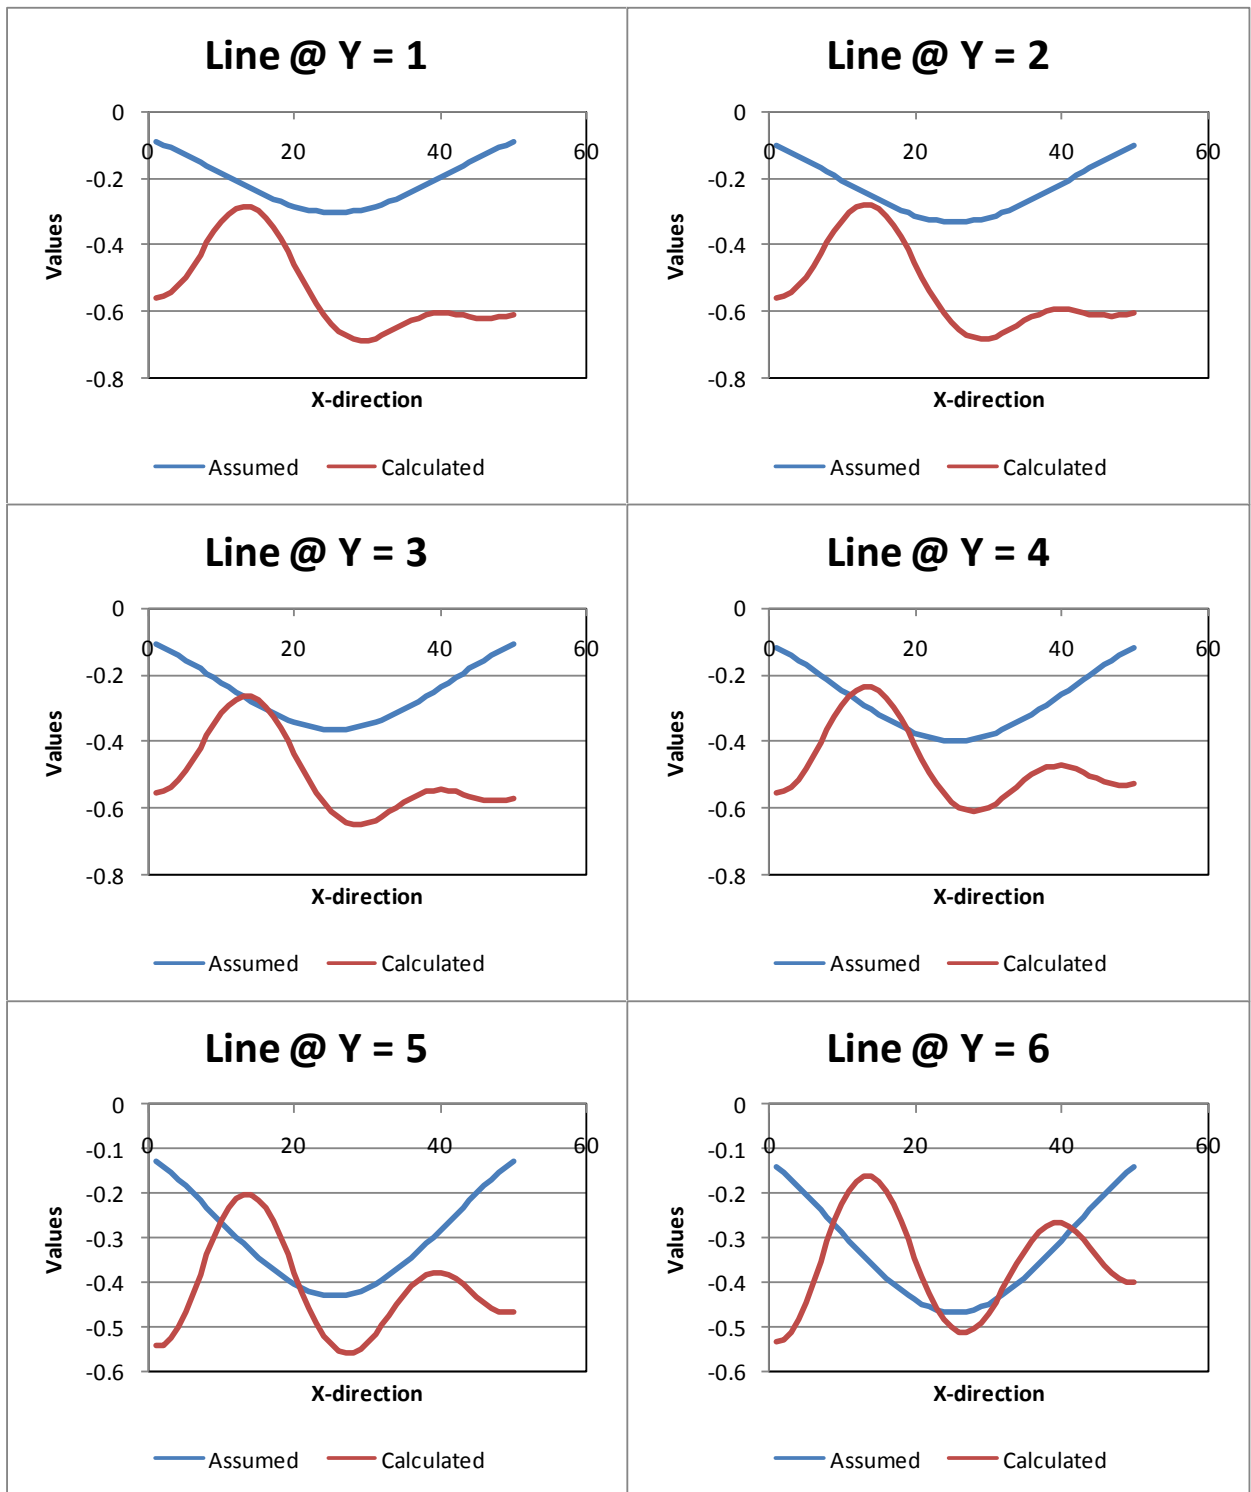 Line @ Y = 1
0
0 20 40 60
-0.2
-0.4
-0.6
-0.8
Values
X-direction
Assumed Calculated
Line @ Y = 2
0
0 20 40 60
-0.2
-0.4
-0.6
-0.8
Values
X-direction
Assumed Calculated
Line @ Y = 3
0
0 20 40 60
-0.2
-0.4
-0.6
-0.8
Values
X-direction
Assumed Calculated
Line @ Y = 4
0
0 20 40 60
-0.2
-0.4
-0.6
-0.8
Values
X-direction
Assumed Calculated
Line @ Y = 5
0
-0.1
0 20 40 60
-0.2
-0.3
-0.4
-0.5
-0.6
Values
X-direction
Assumed Calculated
Line @ Y = 6
0
-0.1
0 20 40 60
-0.2
-0.3
-0.4
-0.5
-0.6
Values
X-direction
Assumed Calculated